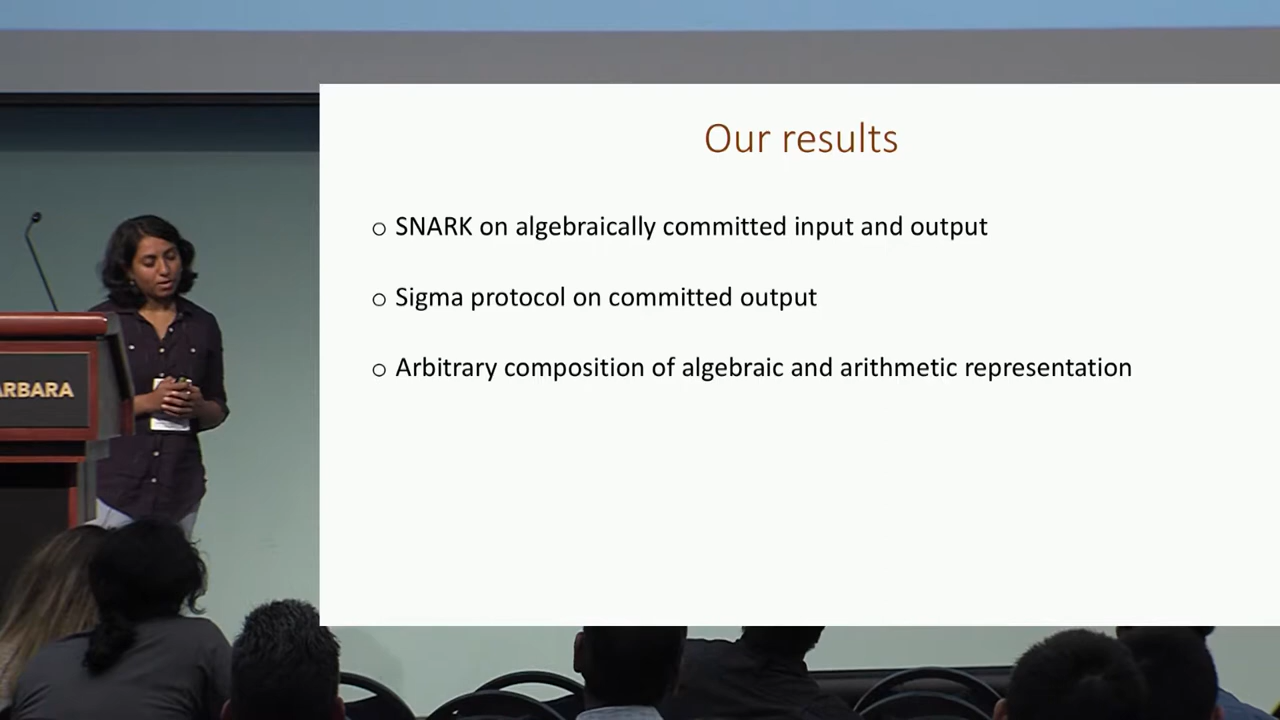 Our results
SNARK on algebraically committed input and output
Sigma protocol on committed output
Arbitrary composition of algebraic and arithmetic representation
ARBARA